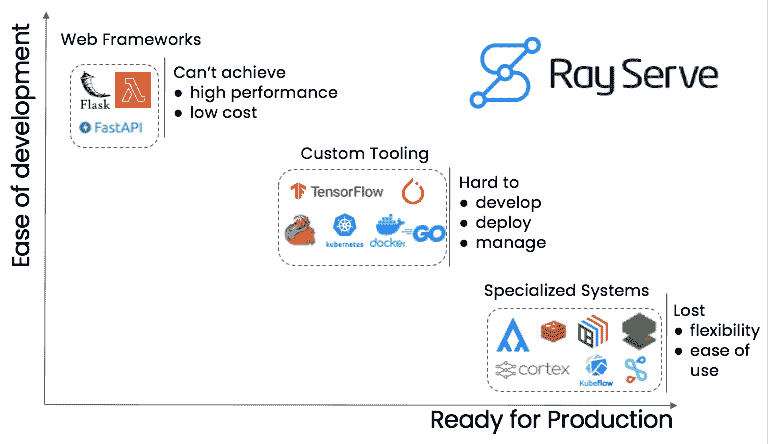 Ease of development
Web Frameworks
Flask
FastAPI
Can't achieve
● high performance
● low cost
Ray Serve
Custom Tooling
TensorFlow
kubernetes
docker
GO
Hard to
● develop
● deploy
● manage
Specialized Systems
cortex
Kubeflow
Lost
● flexibility
● ease of
use
Ready for Production